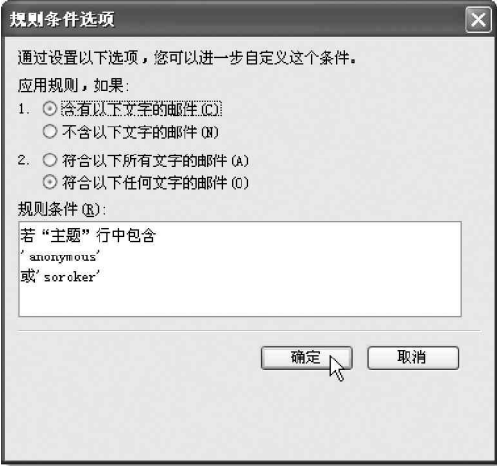 规则条件选项
通过设置以下选项，您可以进一步自定义这个条件。
应用规则，如果:
1. 含有以下文字的邮件(C)
不含以下文字的邮件(N)
2. 符合以下所有文字的邮件(A)
符合以下任何文字的邮件(O)
规则条件(R):
若“主题”行中包含
'anonymous'
或'soroker'
确定 取消